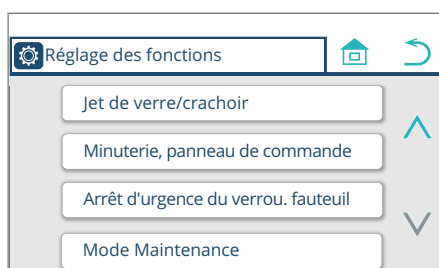 Réglage des fonctions
Jet de verre/crachoir
Minuterie, panneau de commande
Arrêt d'urgence du verrou. fauteuil
Mode Maintenance